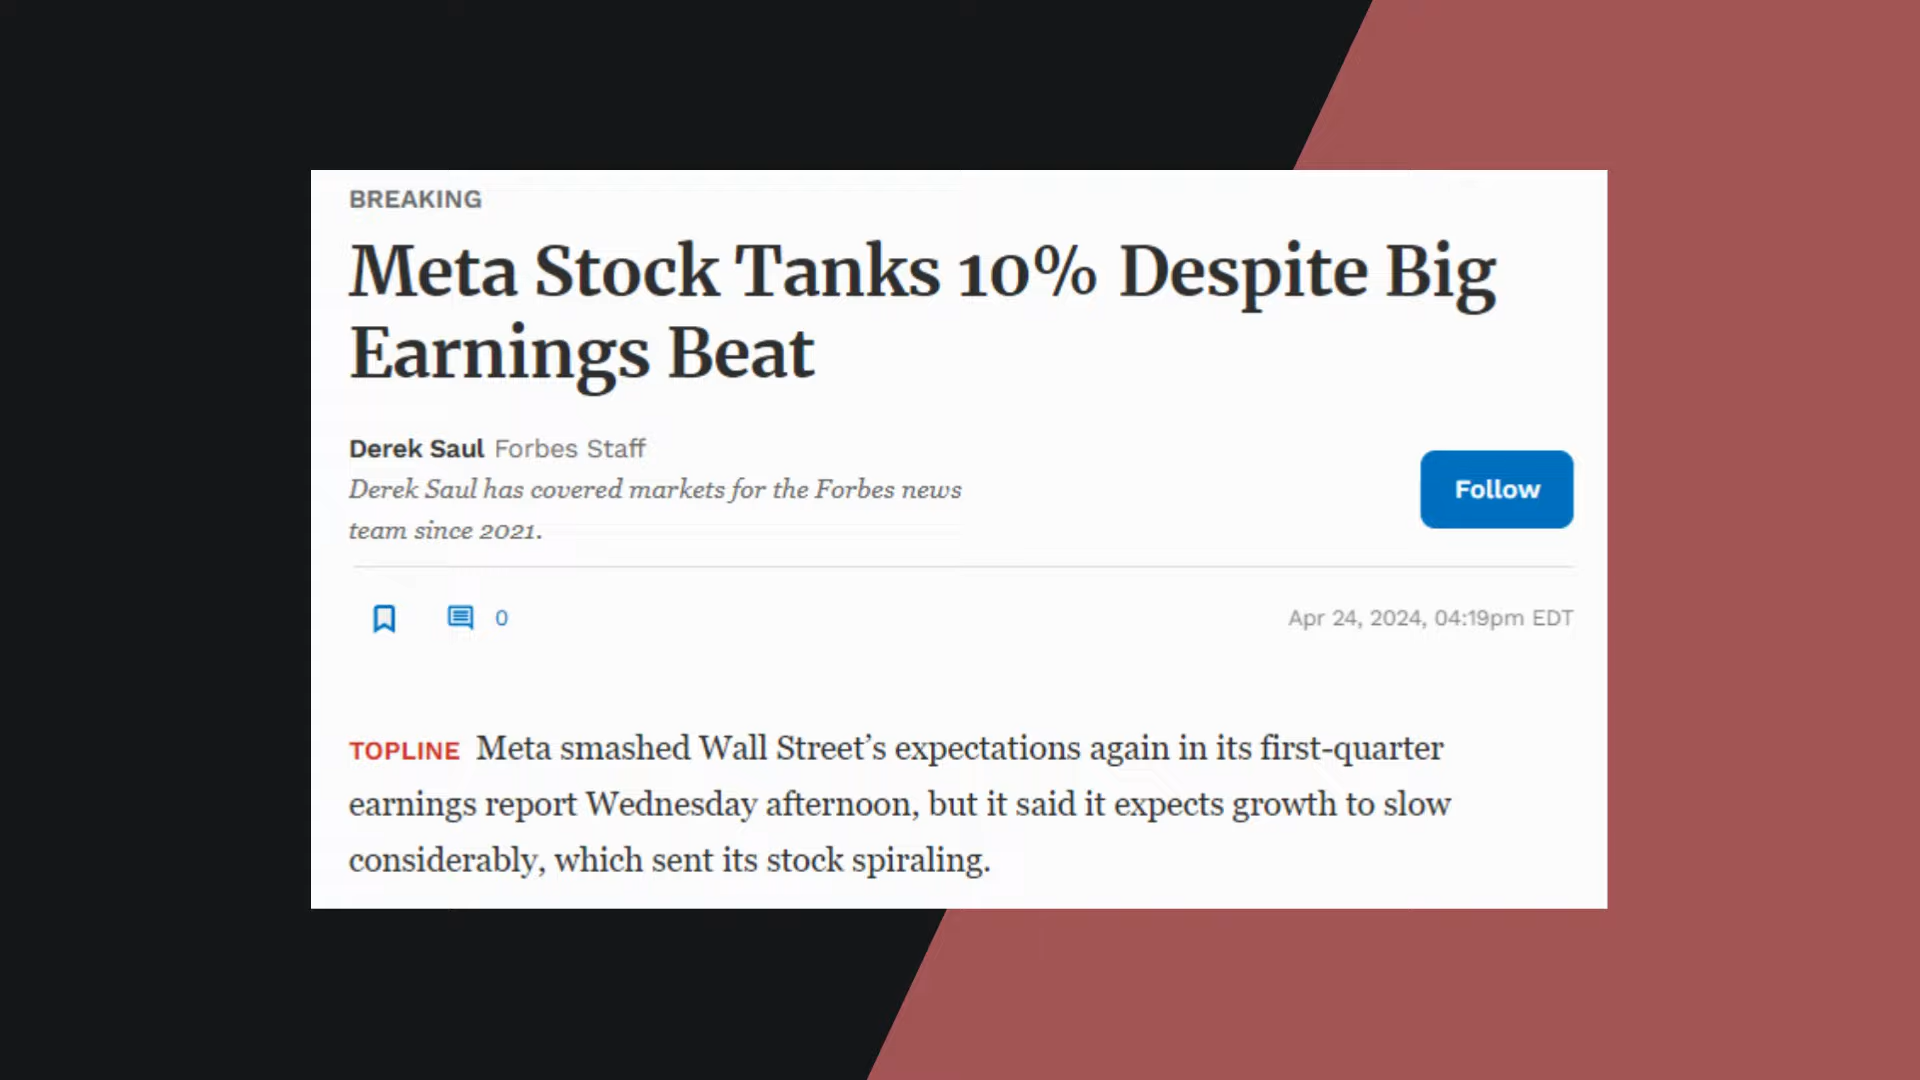 BREAKING
Meta Stock Tanks 10% Despite Big
Earnings Beat
Derek Saul Forbes Staff
Derek Saul has covered markets for the Forbes news
team since 2021.
Follow
0
Apr 24, 2024, 04:19pm EDT
TOPLINE Meta smashed Wall Street’s expectations again in its first-quarter
earnings report Wednesday afternoon, but it said it expects growth to slow
considerably, which sent its stock spiraling.